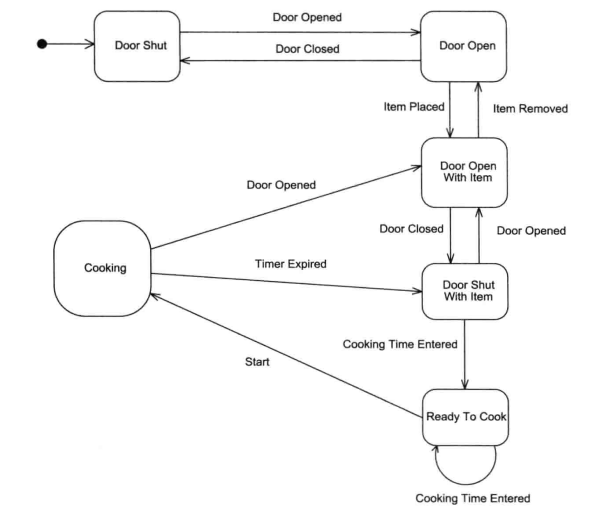 Door Opened
Door Shut
Door Closed
Door Open
Item Placed
Item Removed
Door Open
With Item
Door Opened
Door Closed
Door Opened
Cooking
Timer Expired
Door Shut
With Item
Cooking Time Entered
Start
Ready To Cook
Cooking Time Entered